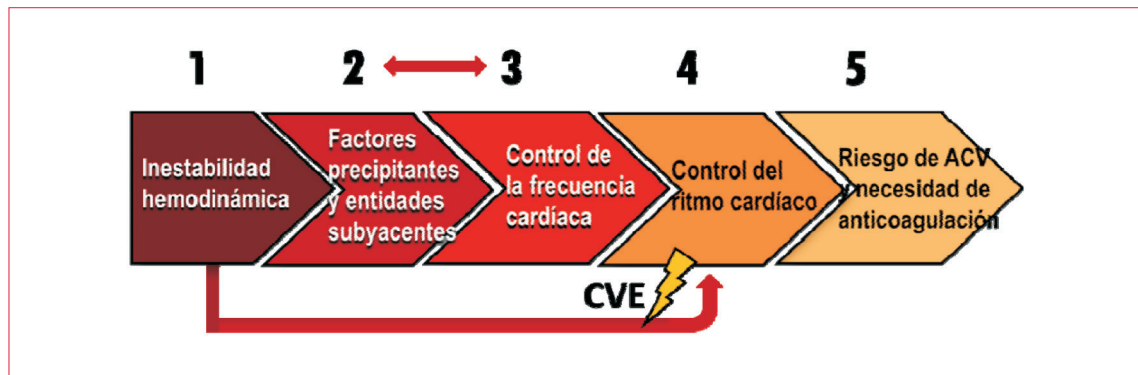 1 2 3 4 5
Inestabilidad
hemodinámica
Factores
precipitantes
y entidades
subyacentes
Control de
la frecuencia
cardíaca
Control del
ritmo cardíaco
Riesgo de ACV
y necesidad de
anticoagulación
CVE